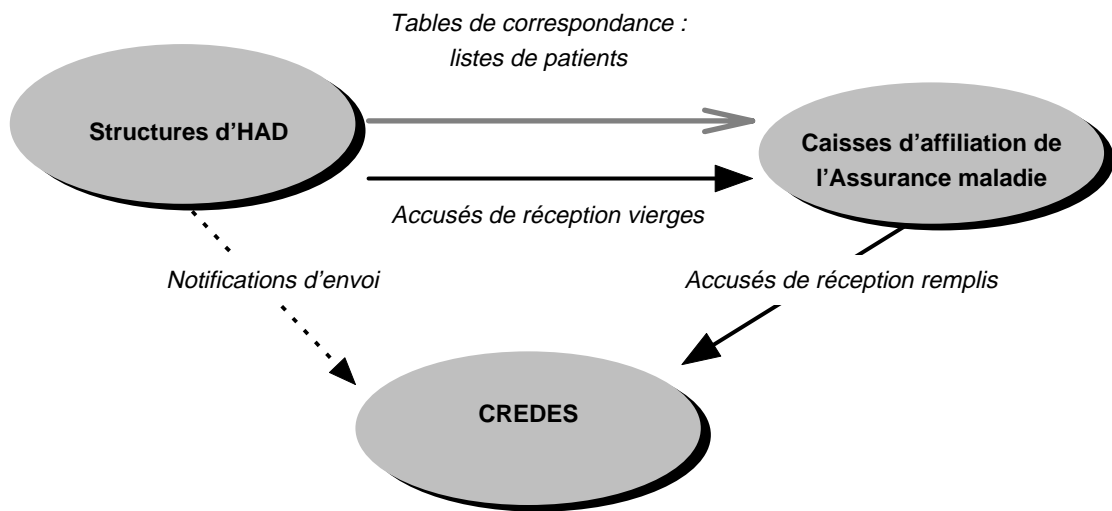 Tables de correspondance :
listes de patients
Structures d’HAD
Caisses d’affiliation de
l’Assurance maladie
Accusés de réception vierges
Notifications d’envoi
Accusés de réception remplis
CREDES